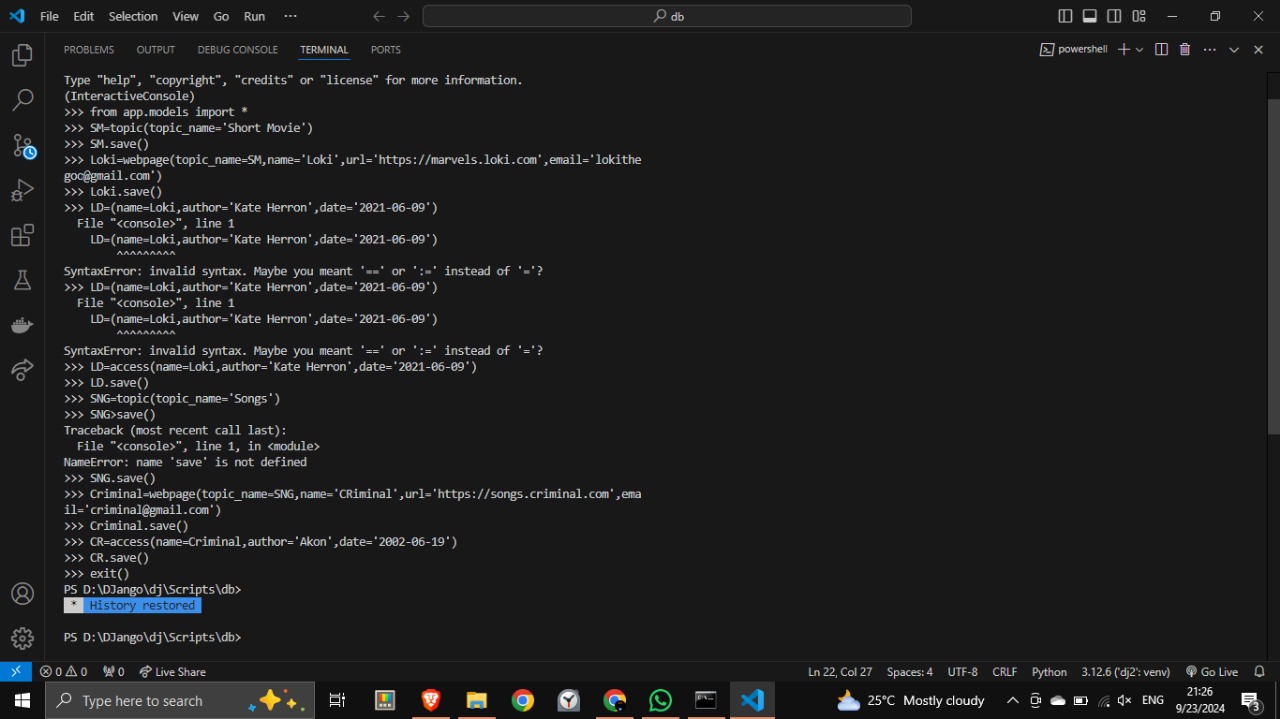 File Edit Selection View Go Run ··· db
PROBLEMS OUTPUT DEBUG CONSOLE TERMINAL PORTS powershell
Type "help", "copyright", "credits" or "license" for more information.
(InteractiveConsole)
>>> from app.models import *
>>> SM=topic(topic_name='Short Movie')
>>> SM.save()
>>> Loki=webpage(topic_name=SM,name='Loki',url='https://marvels.loki.com',email='lokithe
goc@gmail.com')
>>> Loki.save()
>>> LD=(name=Loki,author='Kate Herron',date='2021-06-09')
  File "<console>", line 1
    LD=(name=Loki,author='Kate Herron',date='2021-06-09')
        ^^^^^^^^^
SyntaxError: invalid syntax. Maybe you meant '==' or ':=' instead of '='?
>>> LD=(name=Loki,author='Kate Herron',date='2021-06-09')
  File "<console>", line 1
    LD=(name=Loki,author='Kate Herron',date='2021-06-09')
        ^^^^^^^^^
SyntaxError: invalid syntax. Maybe you meant '==' or ':=' instead of '='?
>>> LD=access(name=Loki,author='Kate Herron',date='2021-06-09')
>>> LD.save()
>>> SNG=topic(topic_name='Songs')
>>> SNG>save()
Traceback (most recent call last):
  File "<console>", line 1, in <module>
NameError: name 'save' is not defined
>>> SNG.save()
>>> Criminal=webpage(topic_name=SNG,name='CRiminal',url='https://songs.criminal.com',ema
il='criminal@gmail.com')
>>> Criminal.save()
>>> CR=access(name=Criminal,author='Akon',date='2002-06-19')
>>> CR.save()
>>> exit()
PS D:\DJango\dj\Scripts\db>
* History restored
PS D:\DJango\dj\Scripts\db>
0 0 0 Live Share Ln 22, Col 27 Spaces: 4 UTF-8 CRLF Python 3.12.6 ('dj2': venv) Go Live
Type here to search 25°C Mostly cloudy ENG 21:26
9/23/2024 3